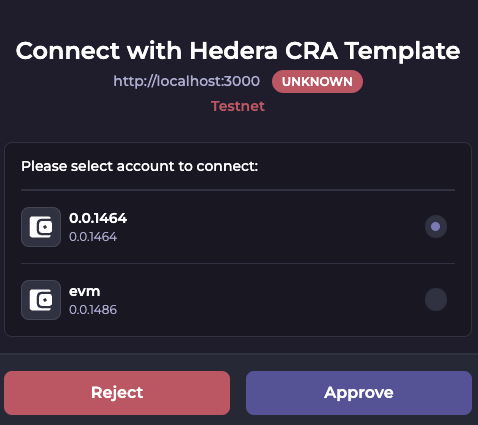 Connect with Hedera CRA Template
http://localhost:3000 UNKNOWN
Testnet
Please select account to connect:
0.0.1464
0.0.1464
evm
0.0.1486
Reject Approve